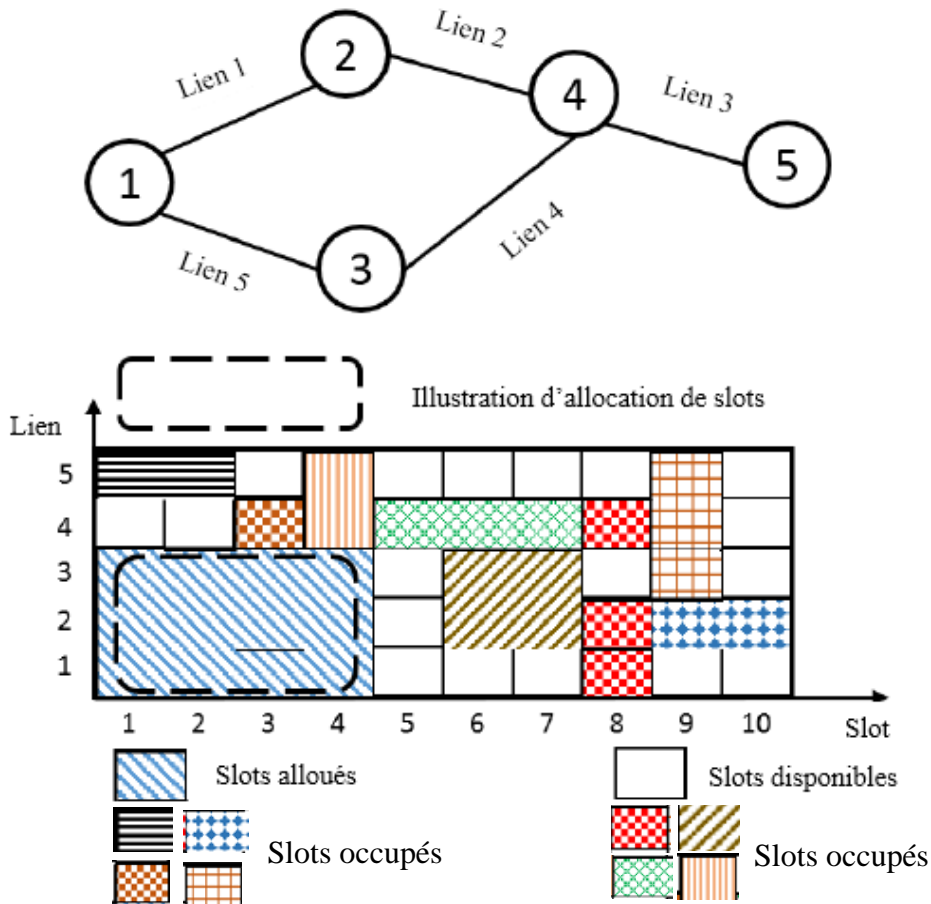 Lien 1
2
Lien 2
4
Lien 3
1
5
Lien 5
3
Lien 4
Illustration d'allocation de slots
Lien
5
4
3
2
1
1 2 3 4 5 6 7 8 9 10 Slot
Slots alloués
Slots disponibles
Slots occupés
Slots occupés